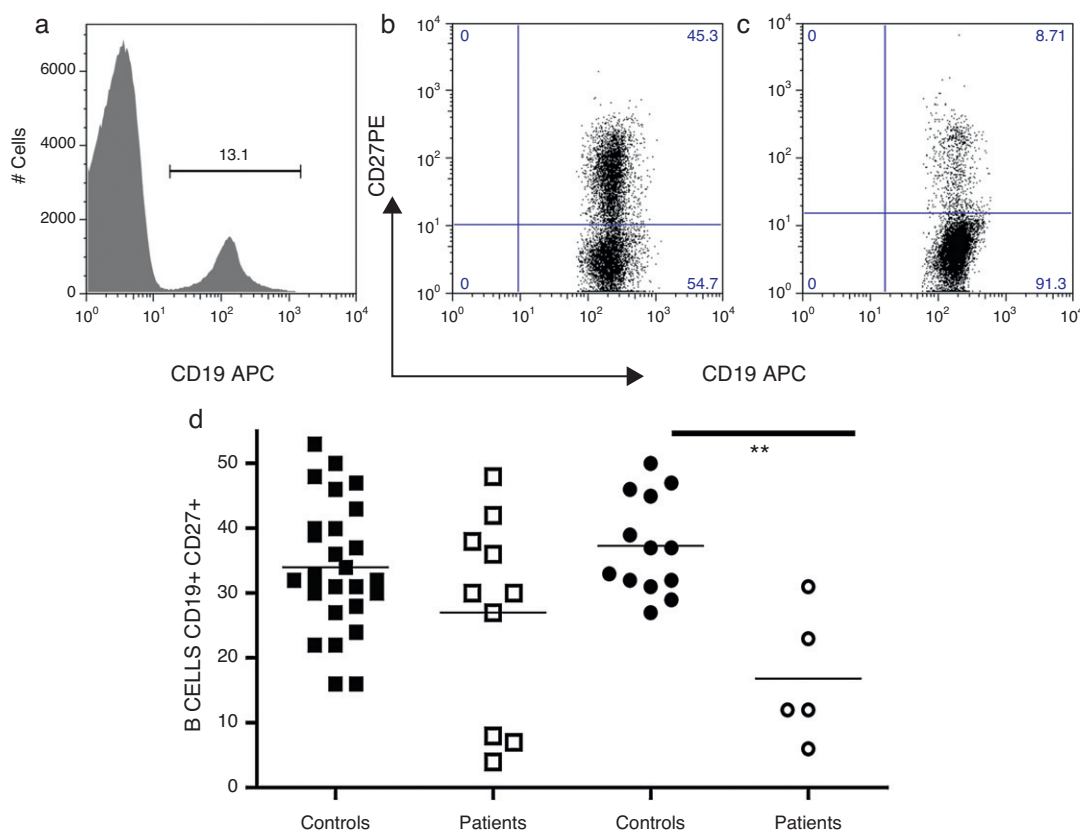 a
b
c
6000
4000
2000
0
# Cells
13.1
10^0 10^1 10^2 10^3 10^4
CD19 APC
10^4
10^3
10^2
10^1
10^0
CD27PE
0 45.3
0 54.7
10^0 10^1 10^2 10^3 10^4
10^4
10^3
10^2
10^1
10^0
0 8.71
0 91.3
10^0 10^1 10^2 10^3 10^4
CD19 APC
d
B CELLS CD19+ CD27+
50
40
30
20
10
0
**
Controls Patients Controls Patients